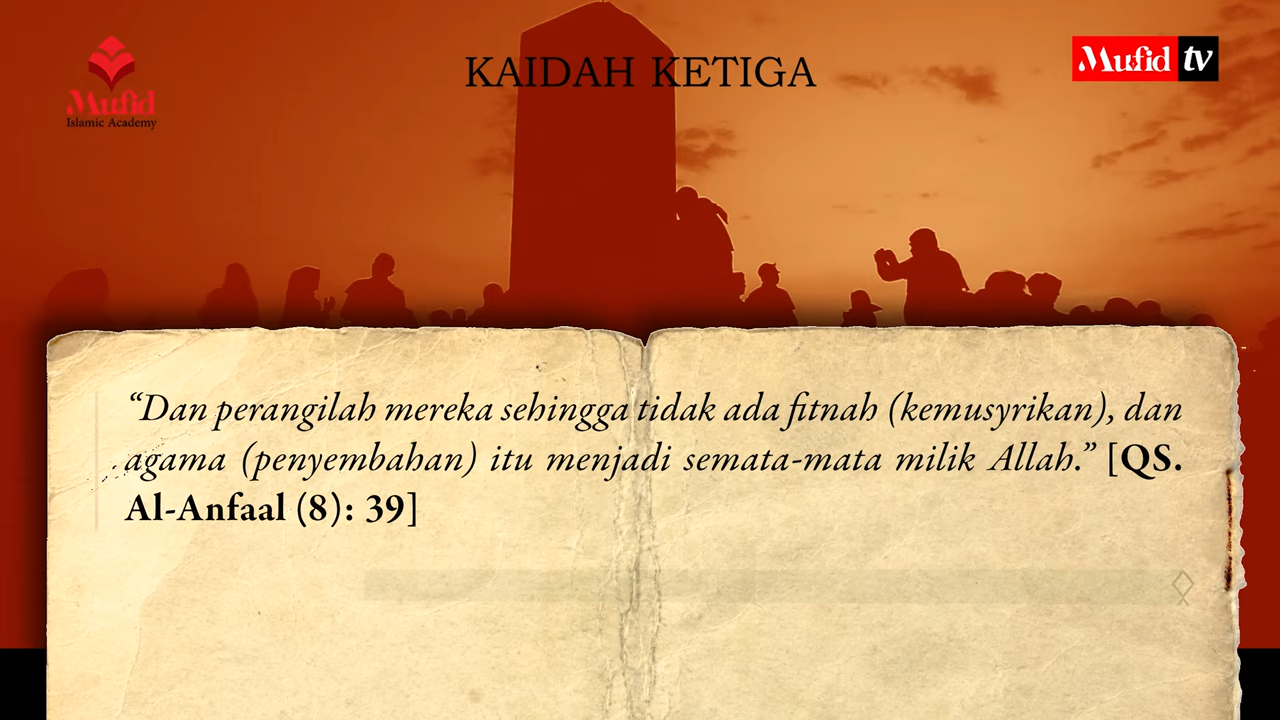 KAIDAH KETIGA
Mufid
Islamic Academy
Mufid tv
“Dan perangilah mereka sehingga tidak ada fitnah (kemusyrikan), dan
agama (penyembahan) itu menjadi semata-mata milik Allah.” [QS.
Al-Anfaal (8): 39]